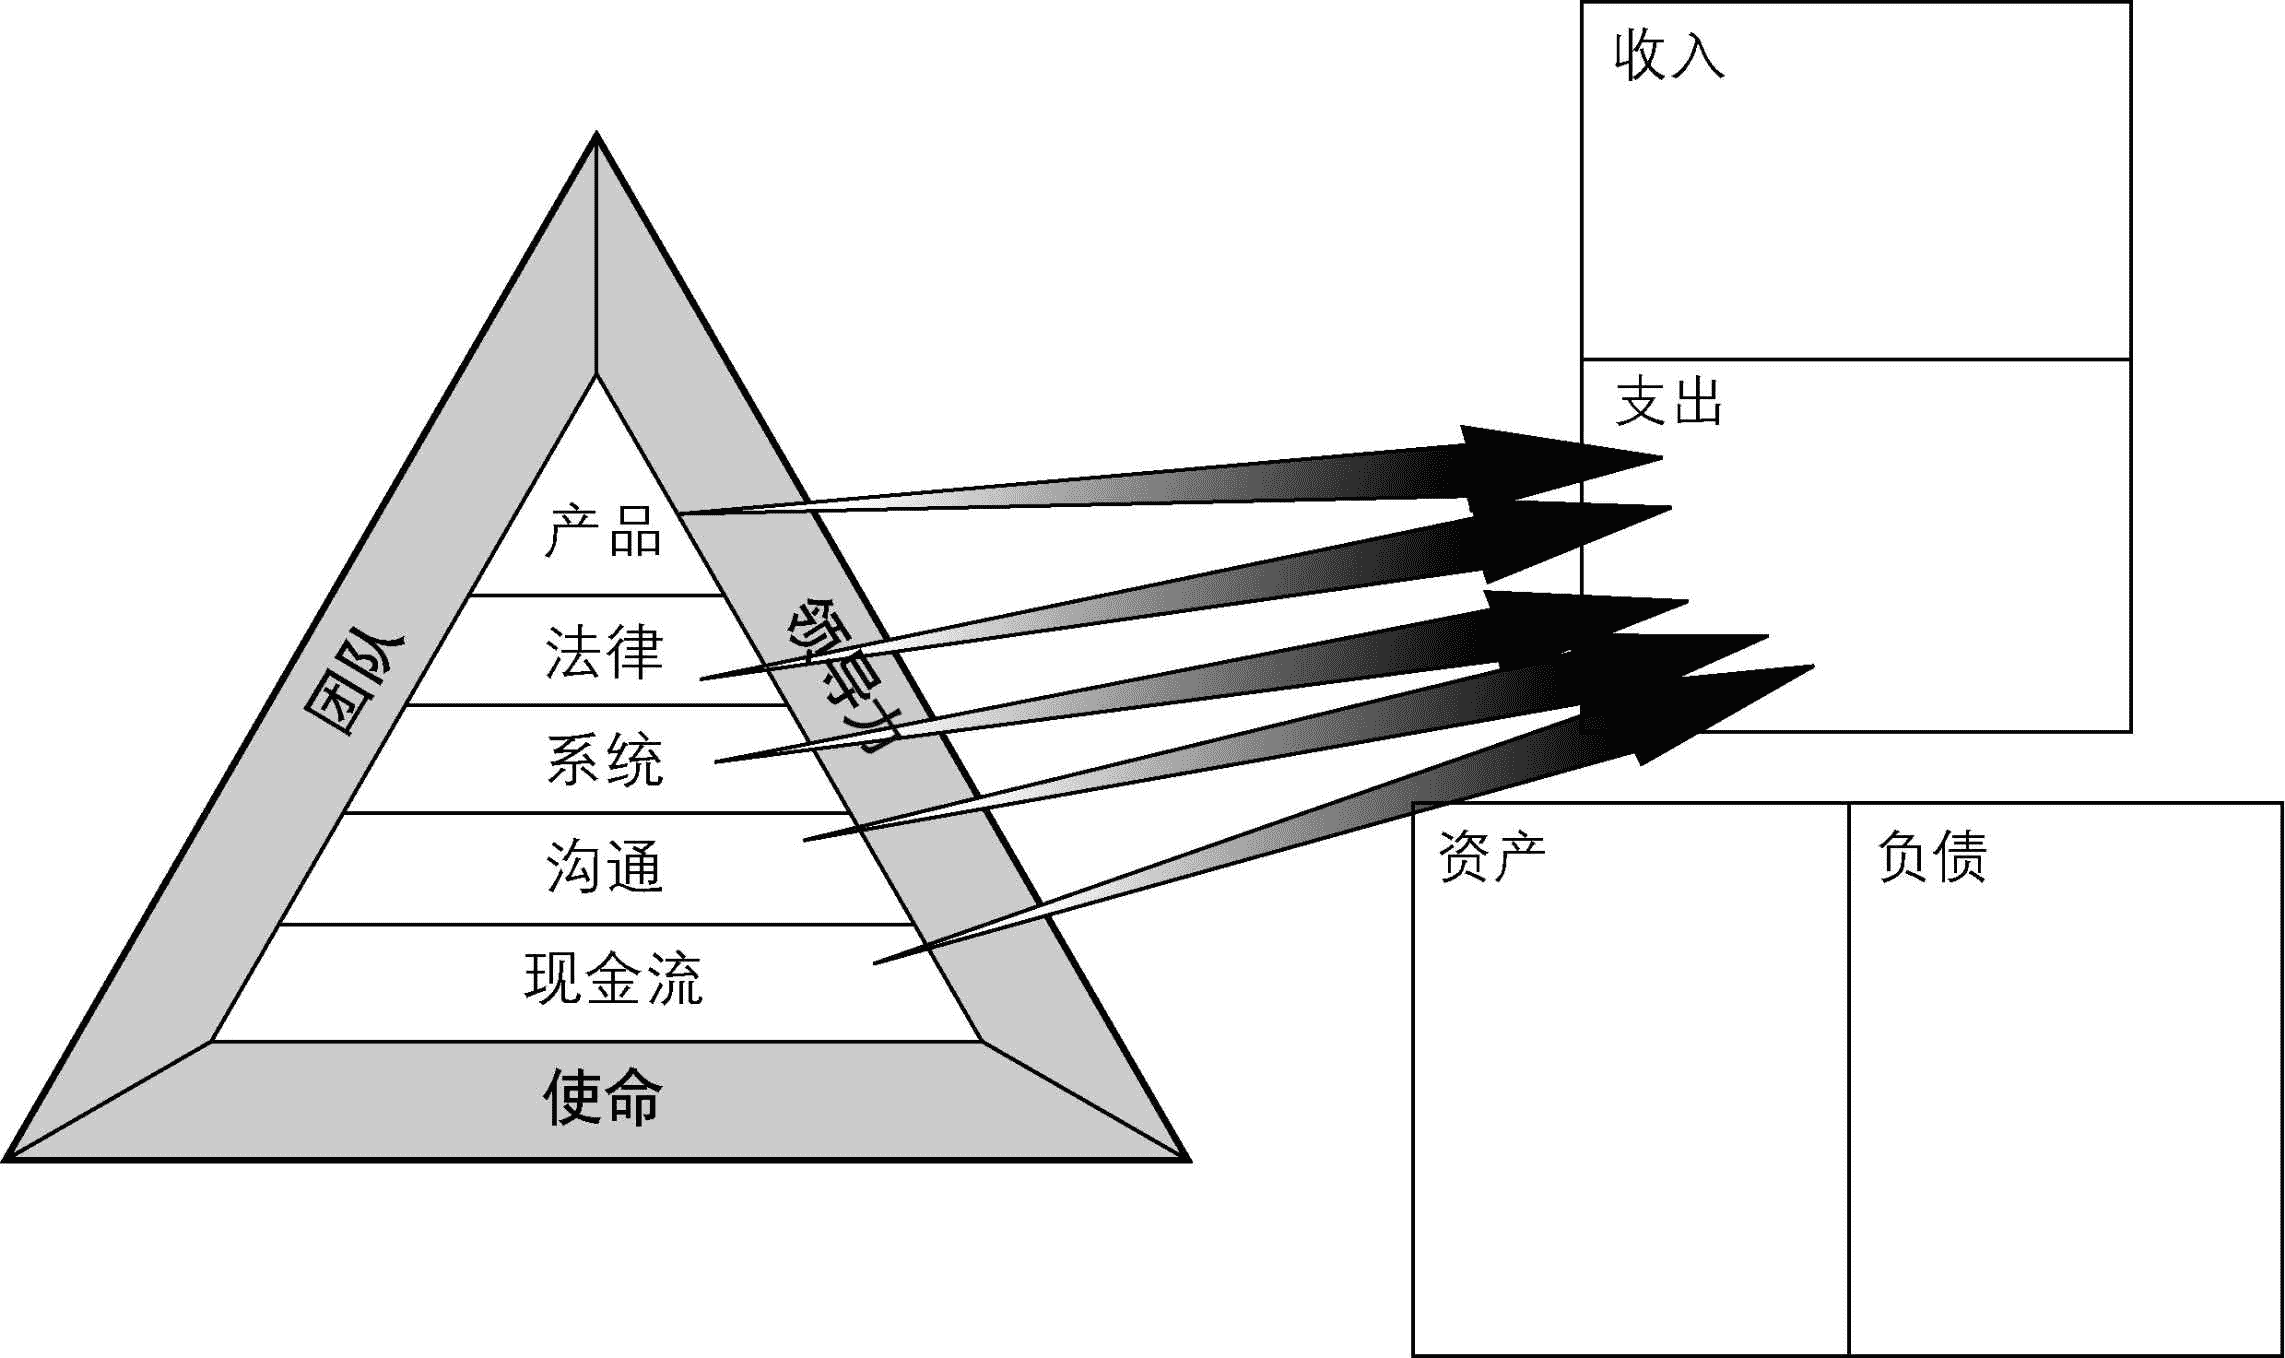 收入
支出
产品
法律
系统
沟通
现金流
使命
团队
领导力
资产
负债